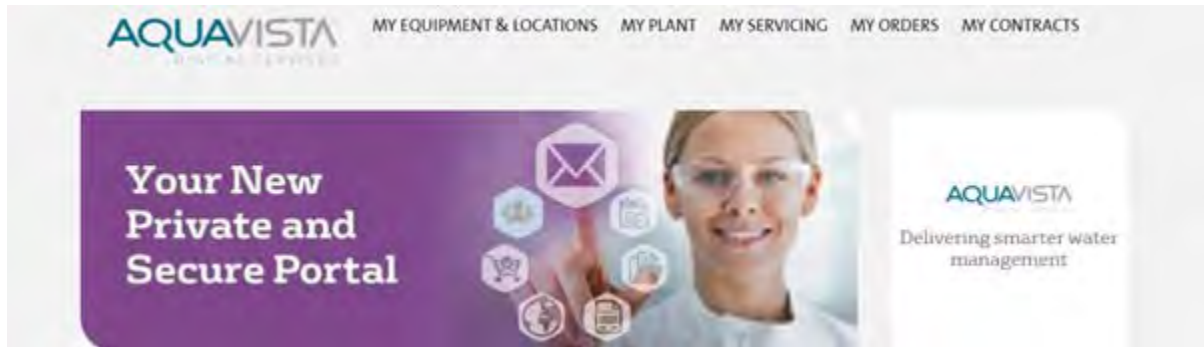 AQUAVISTA
MY EQUIPMENT & LOCATIONS MY PLANT MY SERVICING MY ORDERS MY CONTRACTS
Your New
Private and
Secure Portal
AQUAVISTA
Delivering smarter water
management